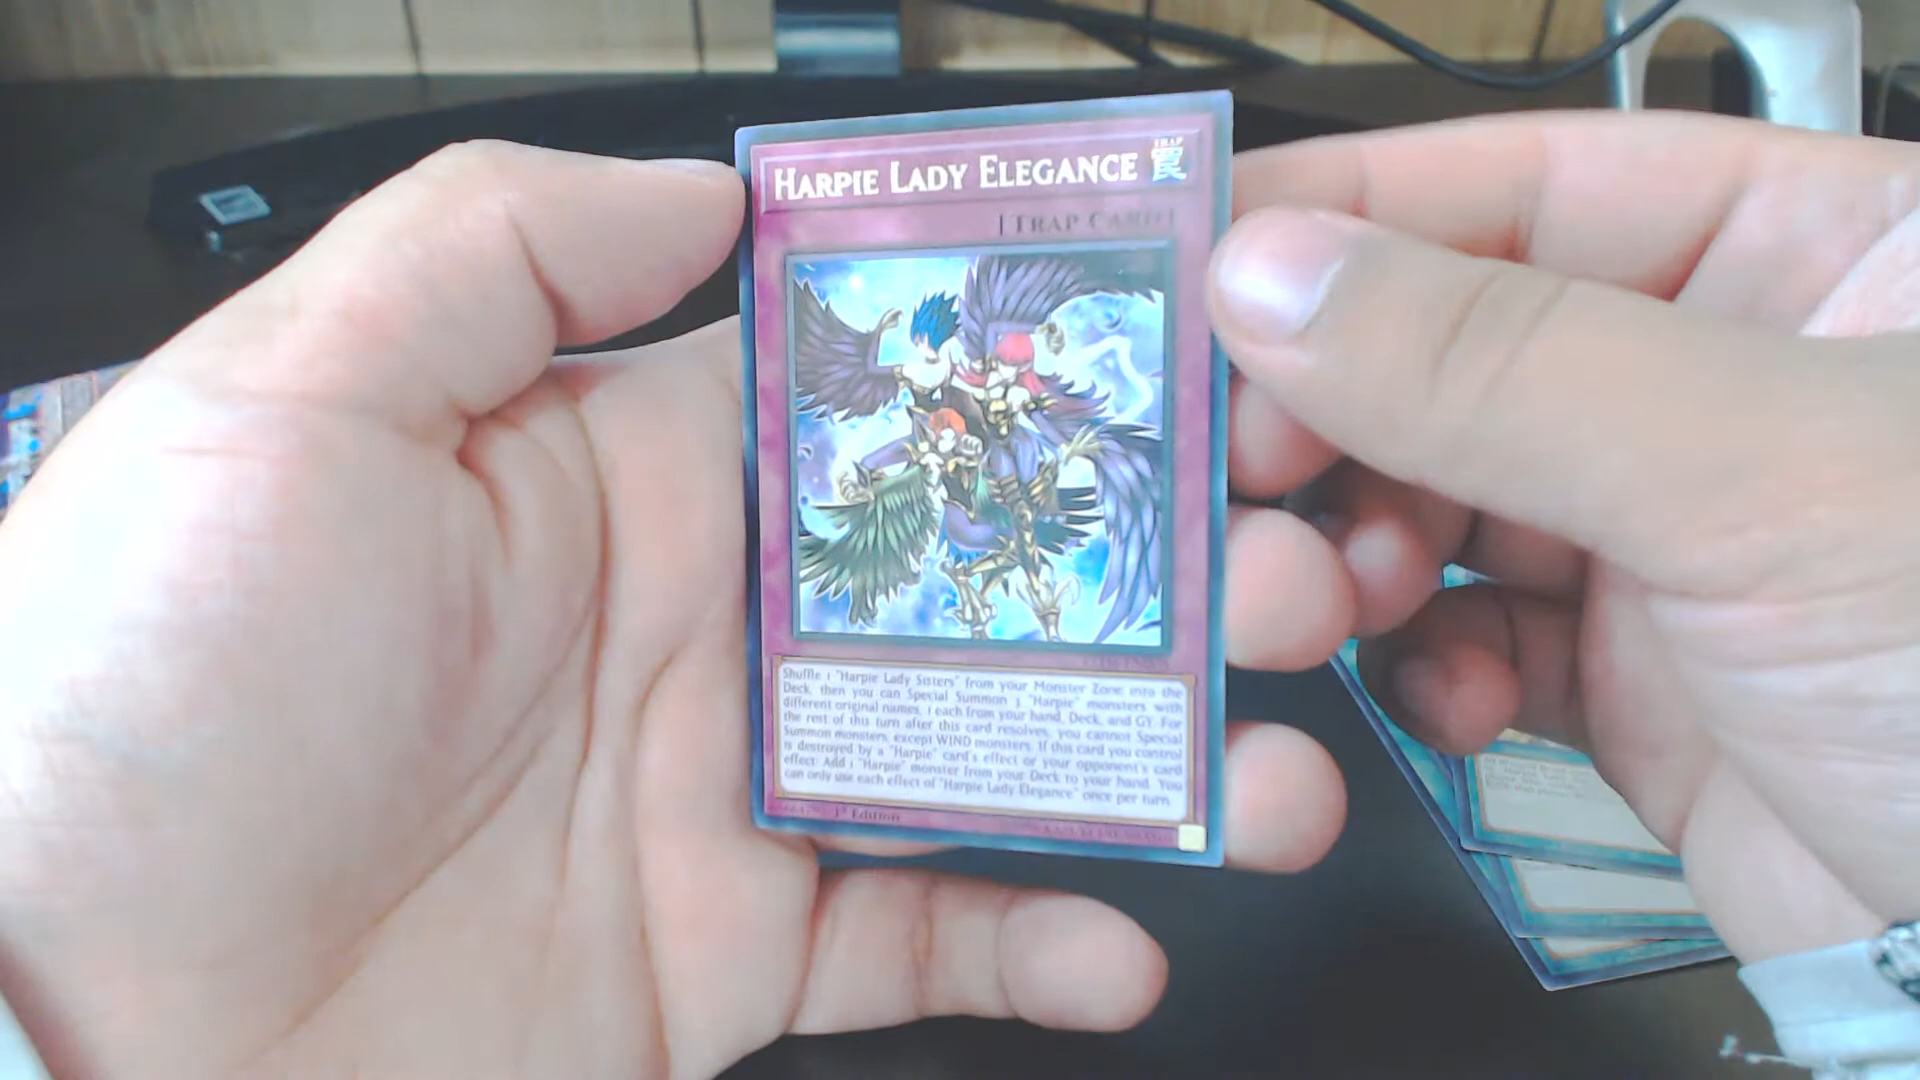 HARPIE LADY ELEGANCE
TRAP
[TRAP CARD]
Shuffle 1 "Harpie Lady Sisters" from your Monster Zone into the
Deck, then you can Special Summon 3 "Harpie" monsters with
different original names, 1 each from your hand, Deck, and GY. For
the rest of this turn after this card resolves, you cannot Special
Summon monsters, except WIND monsters. If this card you control
is destroyed by a "Harpie" card's effect or your opponent's card
effect: Add 1 "Harpie" monster from your Deck to your hand. You
can only use each effect of "Harpie Lady Elegance" once per turn.
1st Edition